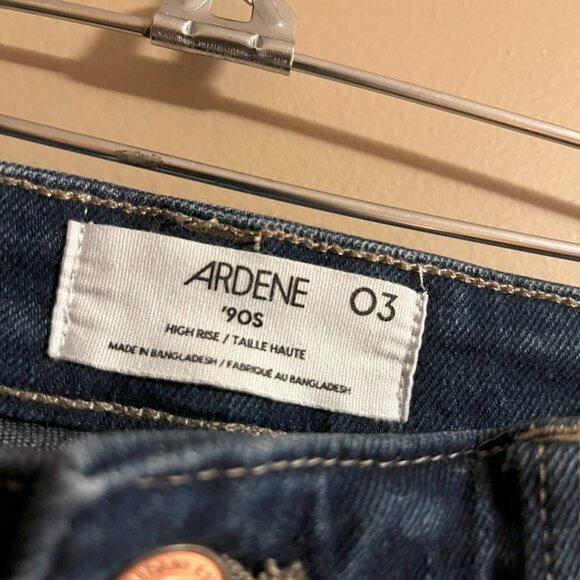 ARDENE 03
'90S
HIGH RISE / TAILLE HAUTE
MADE IN BANGLADESH / FABRIQUÉ AU BANGLADESH